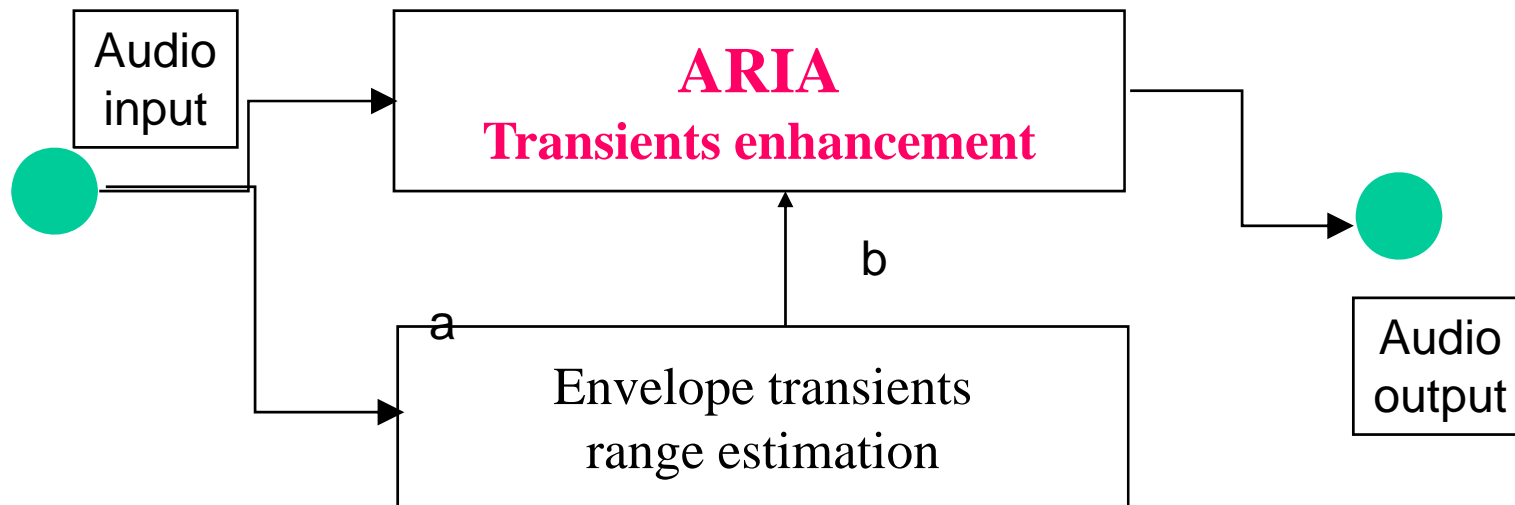 Audio
input
ARIA
Transients enhancement
b
a
Envelope transients
range estimation
Audio
output